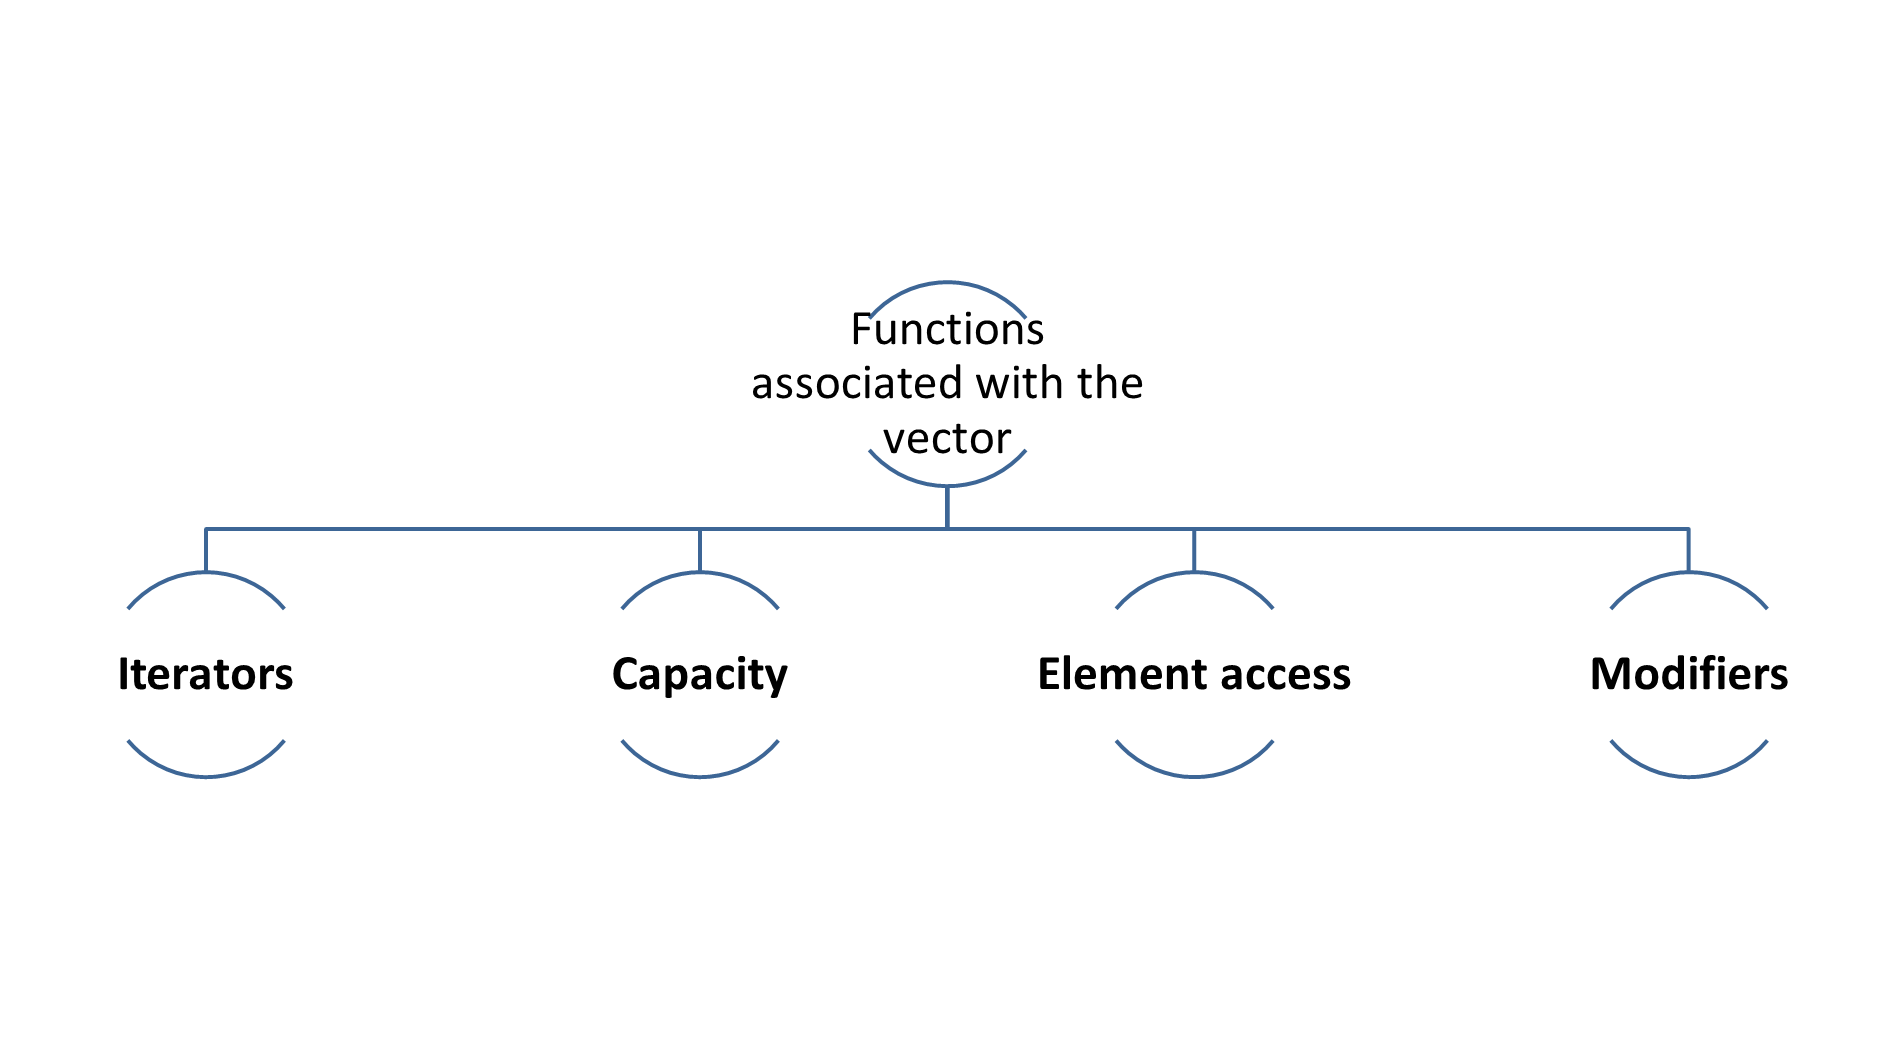 Functions
associated with the
vector
Iterators
Capacity
Element access
Modifiers